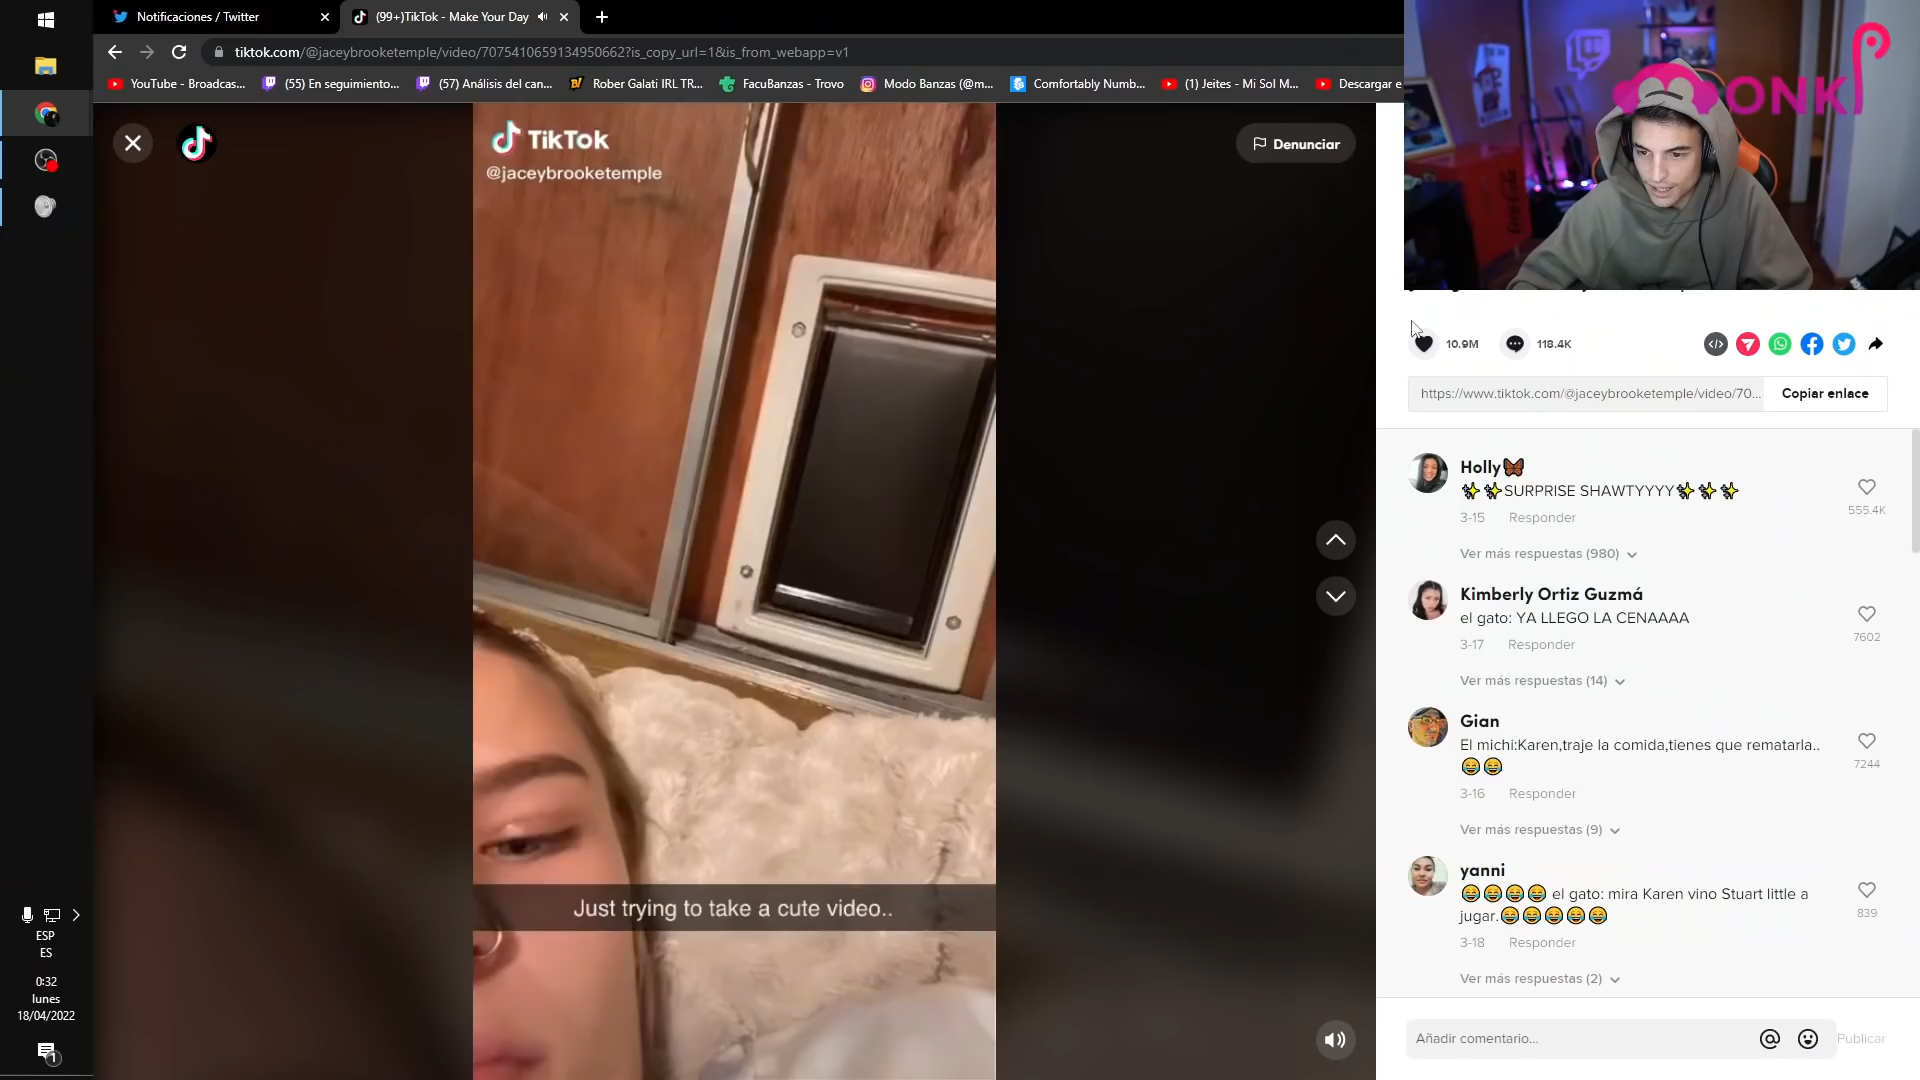 Notificaciones / Twitter
(99+)TikTok - Make Your Day
tiktok.com/@jaceybrooketemple/video/7075410659134950662?is_copy_url=1&is_from_webapp=v1
YouTube - Broadcas...
(55) En seguimiento...
(57) Análisis del can...
Rober Galati IRL TR...
FacuBanzas - Trovo
Modo Banzas (@m...
Comfortably Numb...
(1) Jeites - Mi Sol M...
Descargar e
MONKP
TikTok
@jaceybrooketemple
Denunciar
Just trying to take a cute video..
10.9M
118.4K
https://www.tiktok.com/@jaceybrooketemple/video/70...
Copiar enlace
Holly🦋
✨✨SURPRISE SHAWTYYYY✨✨✨
3-15 Responder
555.4K
Ver más respuestas (980)
Kimberly Ortiz Guzmá
el gato: YA LLEGO LA CENAAAA
7602
3-17 Responder
Ver más respuestas (14)
Gian
El michi:Karen,traje la comida,tienes que rematarla..
😂😂
7244
3-16 Responder
Ver más respuestas (9)
yanni
😂😂😂😂 el gato: mira Karen vino Stuart little a
jugar.😂😂😂😂😂
839
3-18 Responder
Ver más respuestas (2)
Añadir comentario...
Publicar
ESP
ES
0:32
lunes
18/04/2022
1